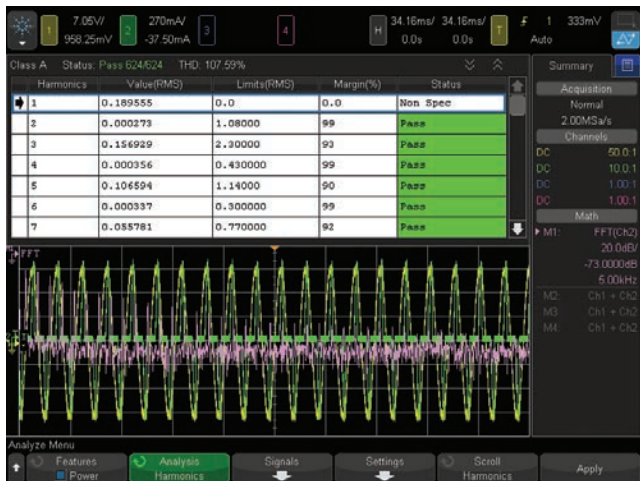 1 7.05V/ 2 270mA/ 3 4 H 34.16ms/ 34.16ms/ T 1 333mV
958.25mV -37.50mA 0.0s 0.0s Auto
Class A Status: Pass 624/624 THD: 107.59%
Harmonics Value(RMS) Limits(RMS) Margin(%) Status
1 0.189555 0.0 0.0 Non Spec
2 0.000273 1.08000 99 Pass
3 0.156929 2.30000 93 Pass
4 0.000356 0.430000 99 Pass
5 0.106594 1.14000 90 Pass
6 0.000337 0.300000 99 Pass
7 0.055781 0.770000 92 Pass
Summary
Acquisition
Normal
2.00MSa/s
Channels
DC 50.0:1
DC 10.0:1
DC 1.00:1
DC 1.00:1
Math
M1: FFT(Ch2)
20.0dB/
-73.0000dB
5.00kHz
M2: Ch1 + Ch2
M3: Ch1 + Ch2
M4: Ch1 + Ch2
FFT
Analyze Menu
Features
Power
Analysis
Harmonics
Signals
Settings
Scroll
Harmonics
Apply